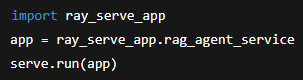 import ray_serve_app
app = ray_serve_app.rag_agent_service
serve.run(app)